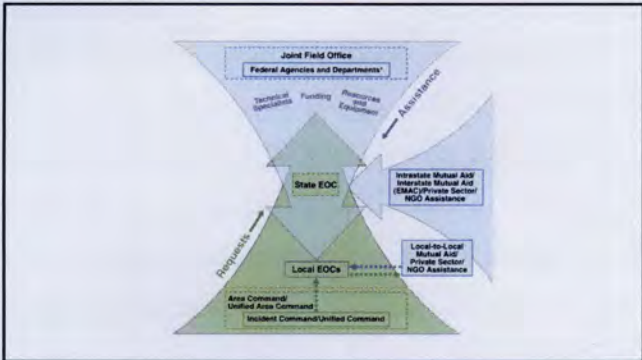 Joint Field Office
Federal Agencies and Departments*
Technical
Specialists
Funding
Resources
and
Equipment
Assistance
State EOC
Intrastate Mutual Aid/
Interstate Mutual Aid
(EMAC)/Private Sector/
NGO Assistance
Requests
Local EOCs
Local-to-Local
Mutual Aid/
Private Sector/
NGO Assistance
Area Command/
Unified Area Command
Incident Command/Unified Command